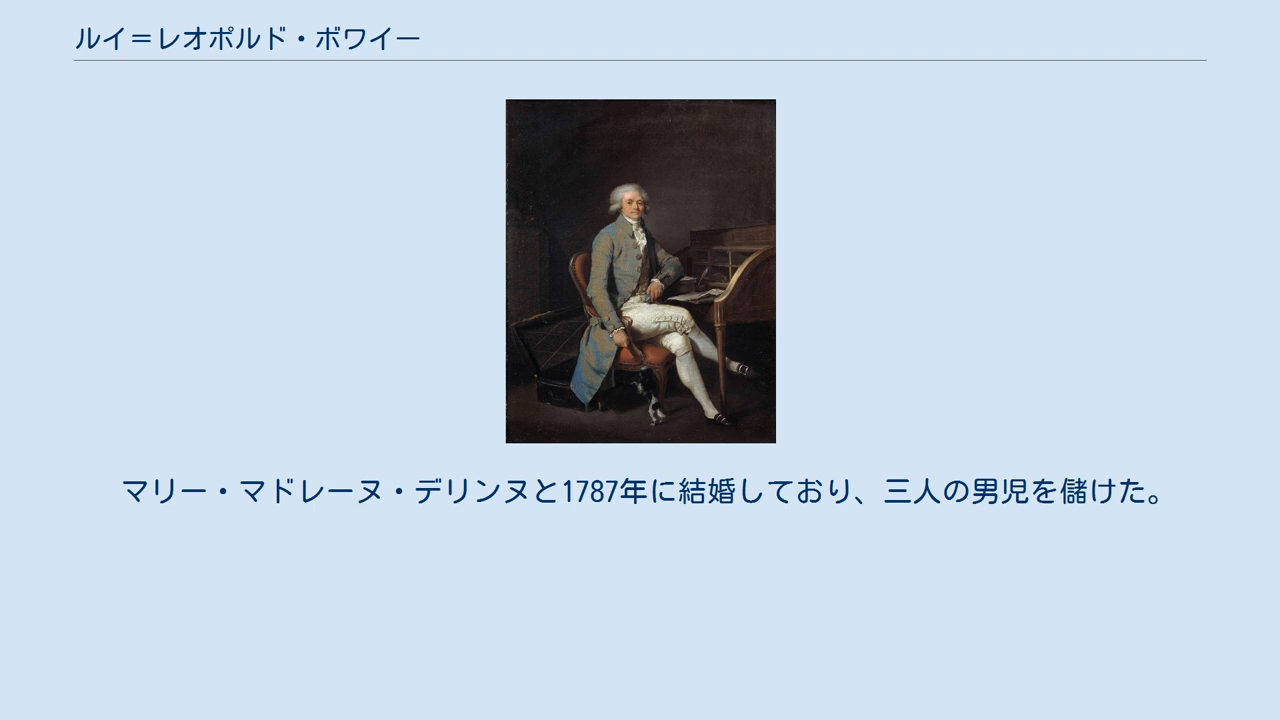 ルイ＝レオポルド・ボワイー
マリー・マドレーヌ・デリンヌと1787年に結婚しており、三人の男児を儲けた。